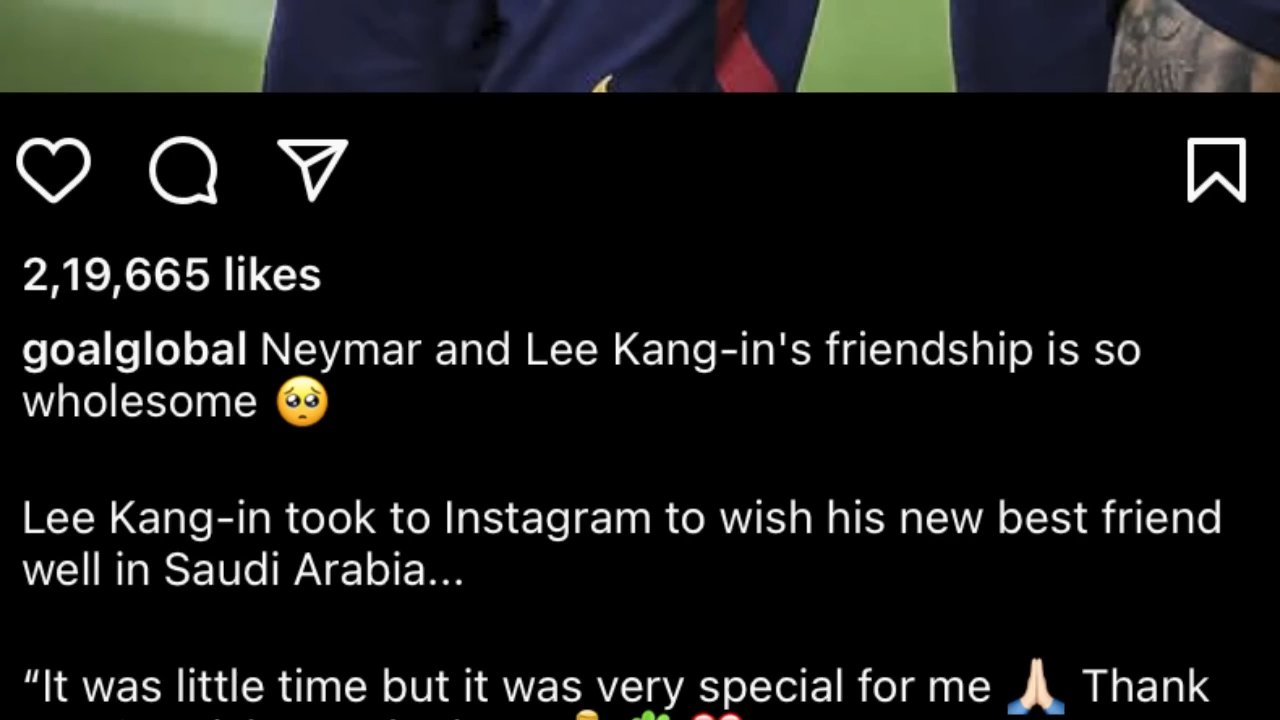 2,19,665 likes
goalglobal Neymar and Lee Kang-in's friendship is so
wholesome 🥺
Lee Kang-in took to Instagram to wish his new best friend
well in Saudi Arabia...
“It was little time but it was very special for me 🙏🏻 Thank